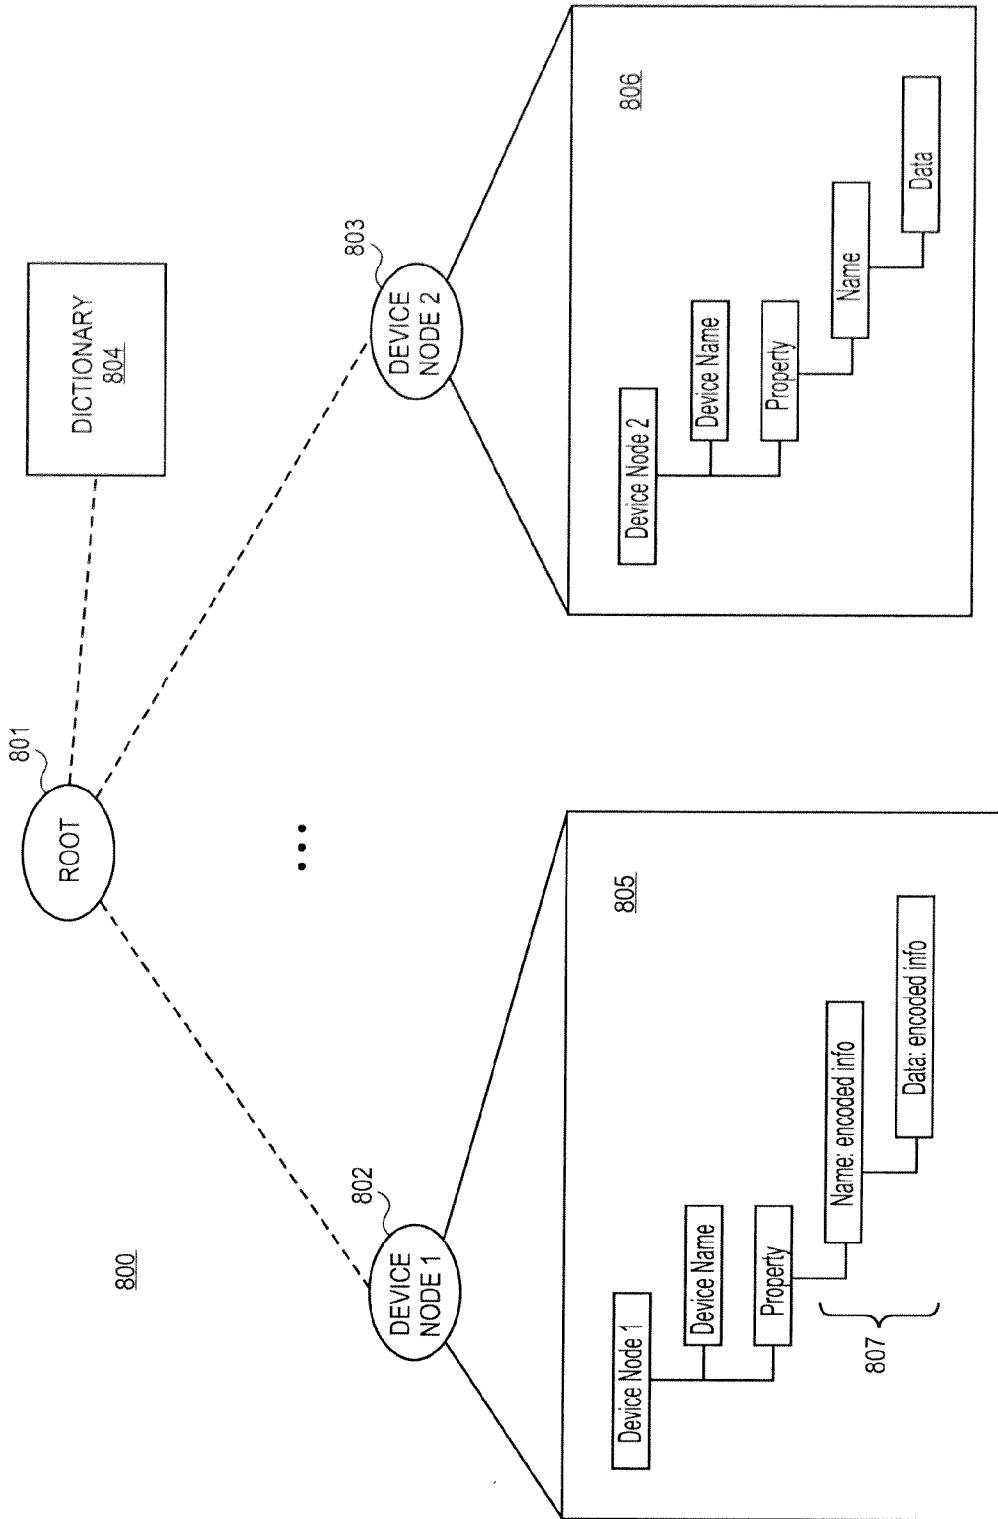 800
801
ROOT
DICTIONARY
804
802
DEVICE
NODE 1
803
DEVICE
NODE 2
805
Device Node 1
Device Name
Property
Name: encoded info
Data: encoded info
807
806
Device Node 2
Device Name
Property
Name
Data